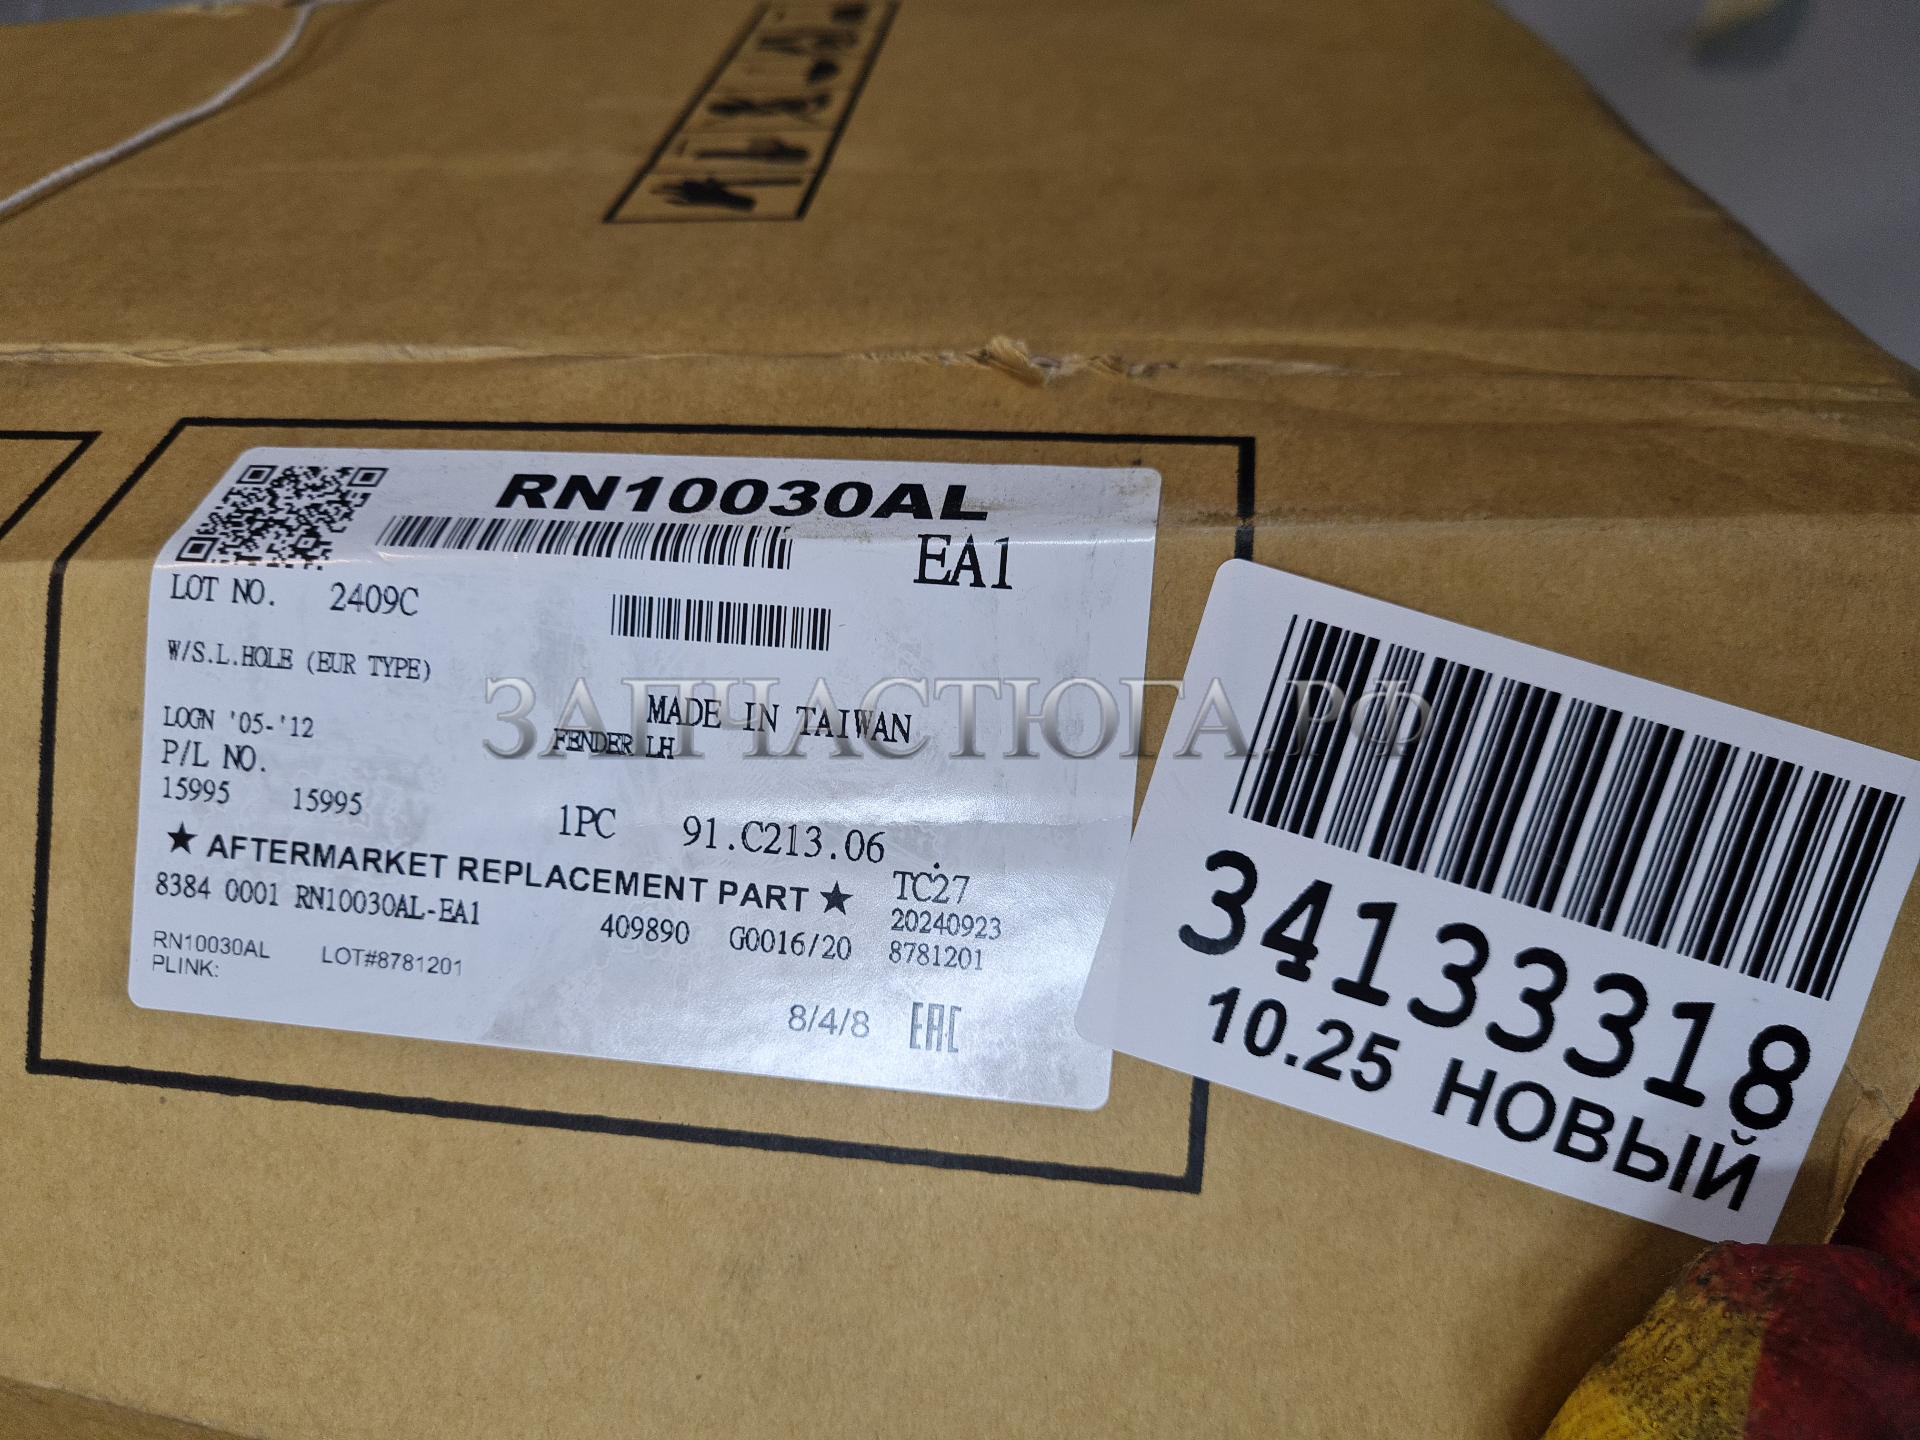 RN10030AL
EA1
LOT NO. 2409C
W/S.L.HOLE (EUR TYPE)
MADE IN TAIWAN
LOGN '05-'12
FENDER LH
P/L NO.
15995 15995
1PC 91.C213.06
★ AFTERMARKET REPLACEMENT PART ★
TC27
8384 0001 RN10030AL-EA1
409890 G0016/20
20240923
8781201
RN10030AL LOT#8781201
PLINK:
8/4/8 EAC
ЗАПЧАСТЮГА.РФ
34133318
10.25 НОВЫЙ